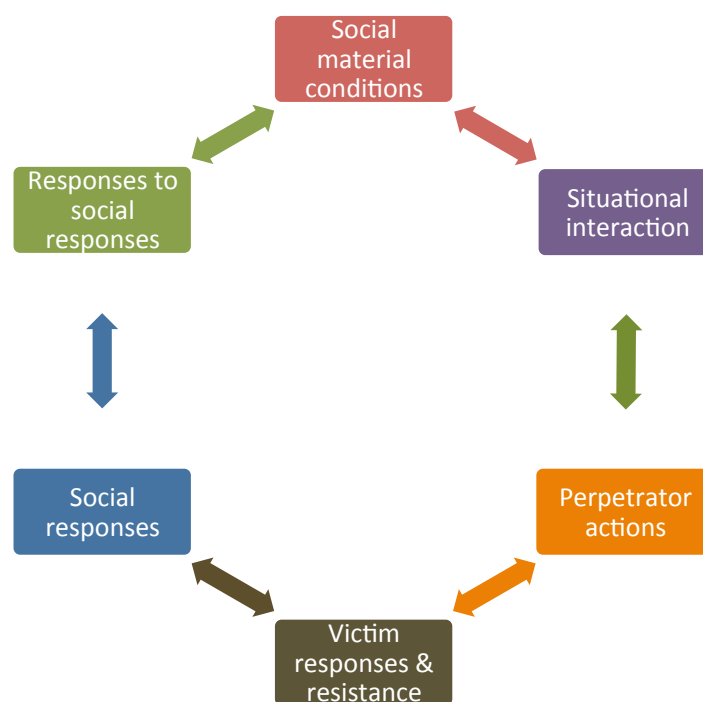 Social
material
conditions
Situational
interaction
Perpetrator
actions
Victim
responses &
resistance
Social
responses
Responses to
social
responses